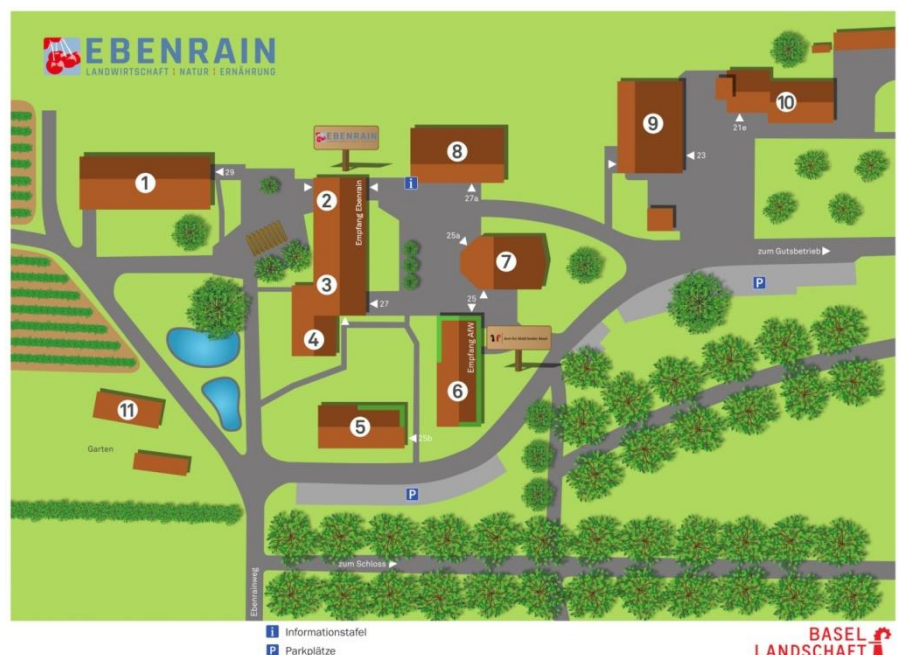 EBENRAIN
LANDWIRTSCHAFT | NATUR | ERNÄHRUNG
EBENRAIN
1
29
2
Empfang Ebenrain
i
8
27a
9
23
10
21e
25a
7
zum Gutsbetrieb
P
3
27
25
4
Empfang AfW
6
11
Garten
5
25b
P
zum Schloss
Ebenrainweg
i Informationstafel
P Parkplätze
BASEL
LANDSCHAFT